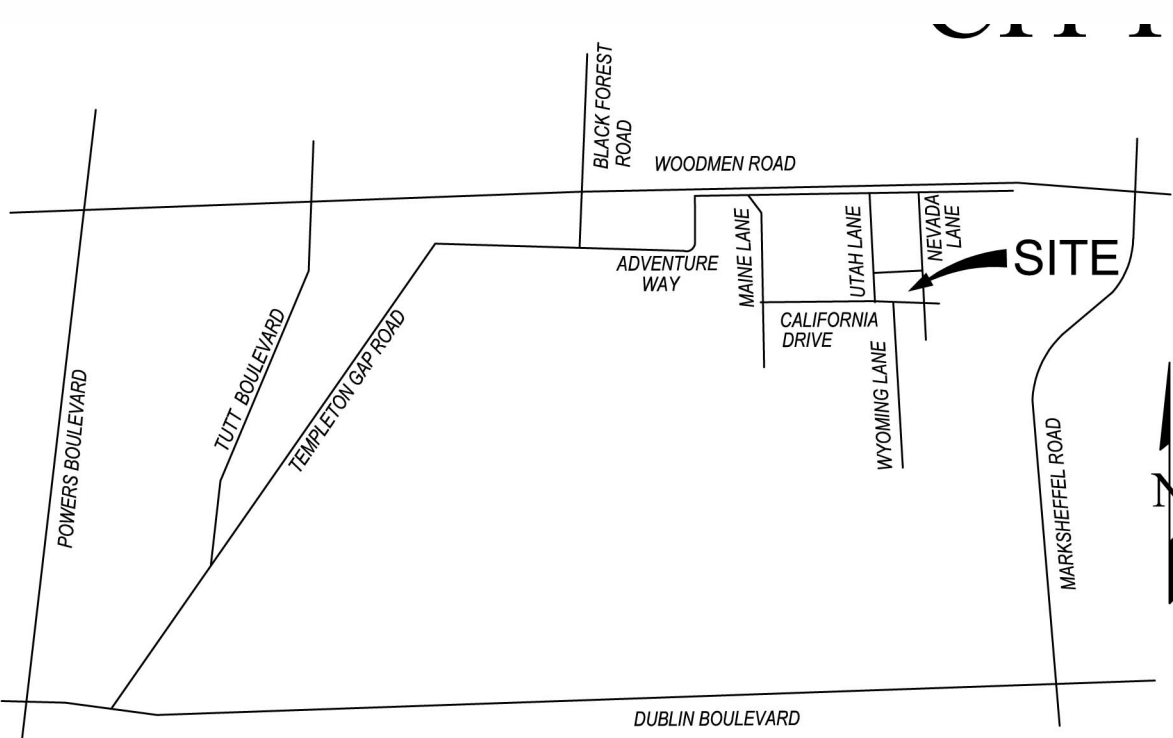 BLACK FOREST
ROAD
WOODMEN ROAD
NEVADA
LANE
MAINE LANE
UTAH LANE
SITE
ADVENTURE
WAY
CALIFORNIA
DRIVE
TUTT BOULEVARD
TEMPLETON GAP ROAD
WYOMING LANE
POWERS BOULEVARD
MARKSHEFFEL ROAD
N
DUBLIN BOULEVARD